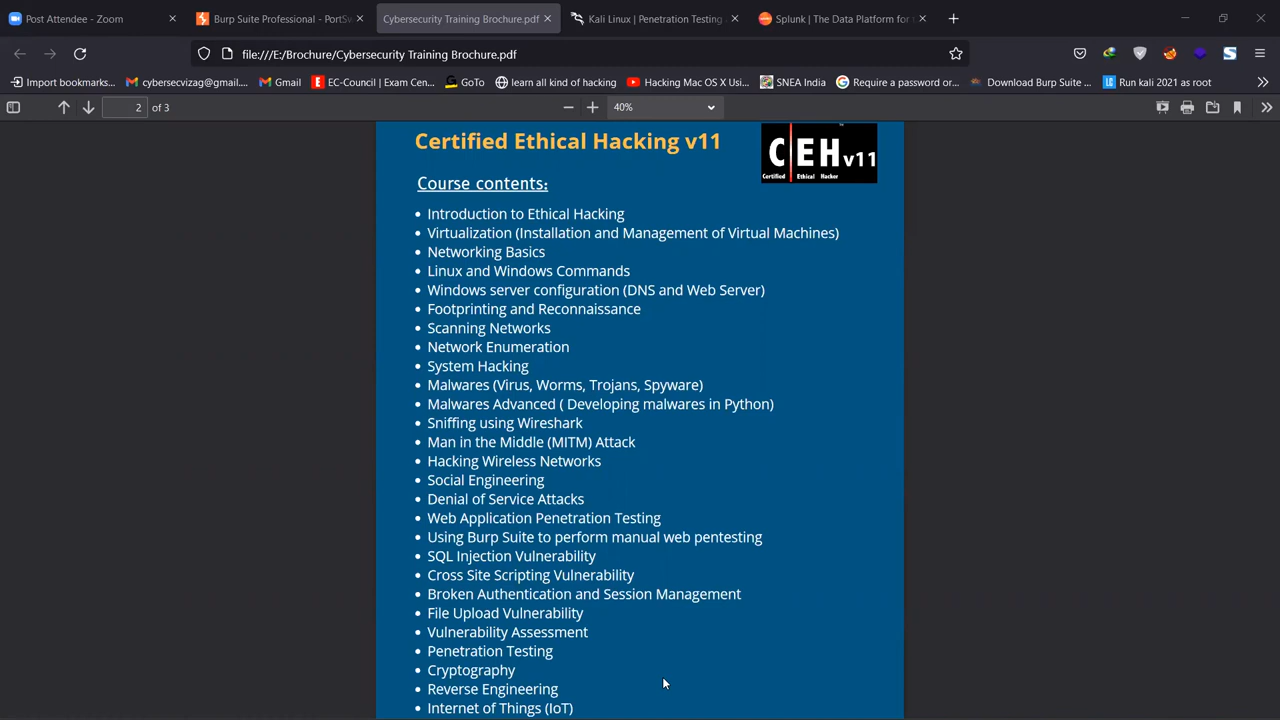 Post Attendee - Zoom
Burp Suite Professional - PortSw
Cybersecurity Training Brochure.pdf
Kali Linux | Penetration Testing
Splunk | The Data Platform for t
file:///E:/Brochure/Cybersecurity Training Brochure.pdf
Import bookmarks...
cybersecvizag@gmail....
Gmail
EC-Council | Exam Cen...
GoTo
learn all kind of hacking
Hacking Mac OS X Usi...
SNEA India
Require a password or...
Download Burp Suite ...
Run kali 2021 as root
2 of 3
40%
Certified Ethical Hacking v11
C EH v11
Certified Ethical Hacker
Course contents:
• Introduction to Ethical Hacking
• Virtualization (Installation and Management of Virtual Machines)
• Networking Basics
• Linux and Windows Commands
• Windows server configuration (DNS and Web Server)
• Footprinting and Reconnaissance
• Scanning Networks
• Network Enumeration
• System Hacking
• Malwares (Virus, Worms, Trojans, Spyware)
• Malwares Advanced ( Developing malwares in Python)
• Sniffing using Wireshark
• Man in the Middle (MITM) Attack
• Hacking Wireless Networks
• Social Engineering
• Denial of Service Attacks
• Web Application Penetration Testing
• Using Burp Suite to perform manual web pentesting
• SQL Injection Vulnerability
• Cross Site Scripting Vulnerability
• Broken Authentication and Session Management
• File Upload Vulnerability
• Vulnerability Assessment
• Penetration Testing
• Cryptography
• Reverse Engineering
• Internet of Things (IoT)